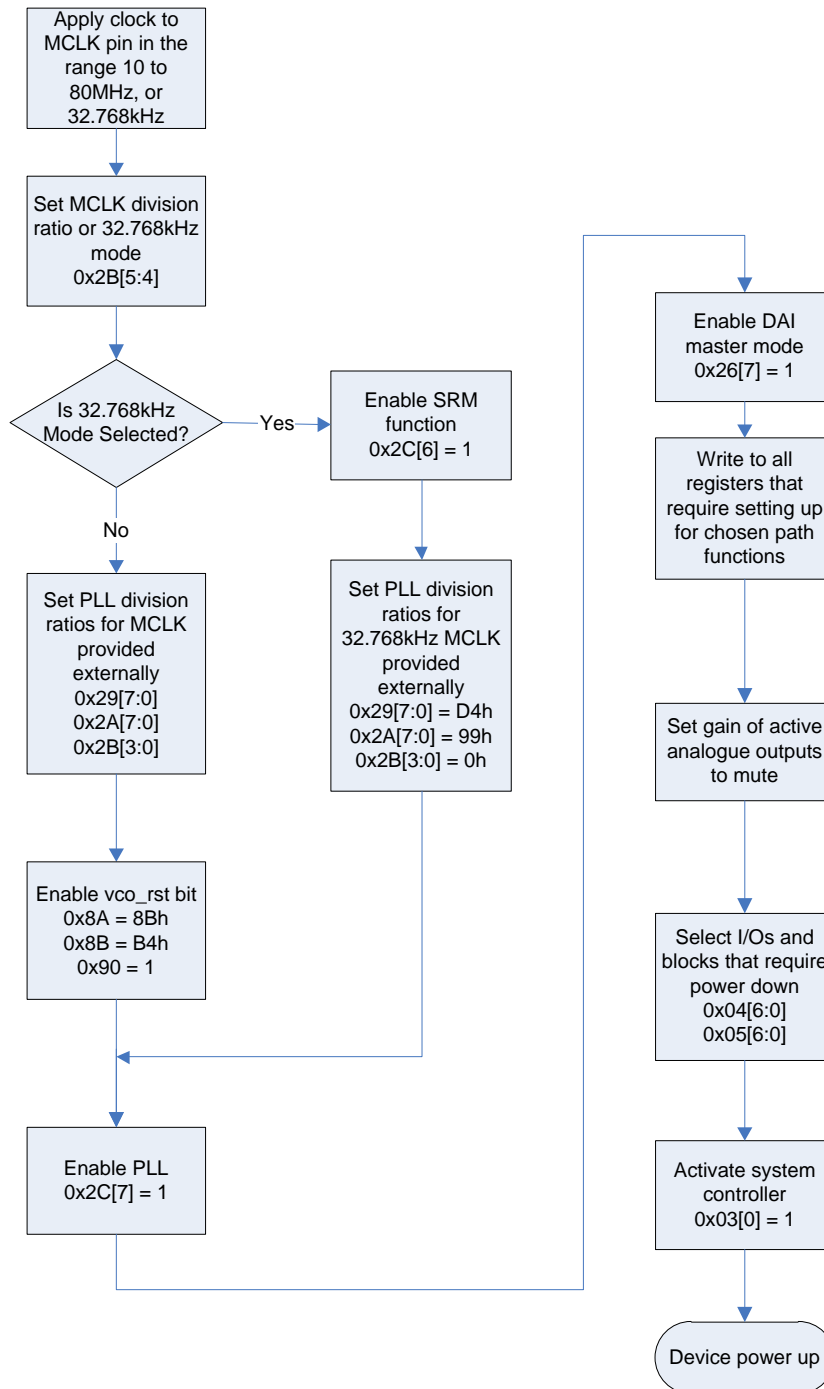 Apply clock to
MCLK pin in the
range 10 to
80MHz, or
32.768kHz
Set MCLK division
ratio or 32.768kHz
mode
0x2B[5:4]
Is 32.768kHz
Mode Selected?
Yes
No
Enable SRM
function
0x2C[6] = 1
Set PLL division
ratios for MCLK
provided
externally
0x29[7:0]
0x2A[7:0]
0x2B[3:0]
Set PLL division
ratios for
32.768kHz MCLK
provided
externally
0x29[7:0] = D4h
0x2A[7:0] = 99h
0x2B[3:0] = 0h
Enable vco_rst bit
0x8A = 8Bh
0x8B = B4h
0x90 = 1
Enable PLL
0x2C[7] = 1
Enable DAI
master mode
0x26[7] = 1
Write to all
registers that
require setting up
for chosen path
functions
Set gain of active
analogue outputs
to mute
Select I/Os and
blocks that require
power down
0x04[6:0]
0x05[6:0]
Activate system
controller
0x03[0] = 1
Device power up